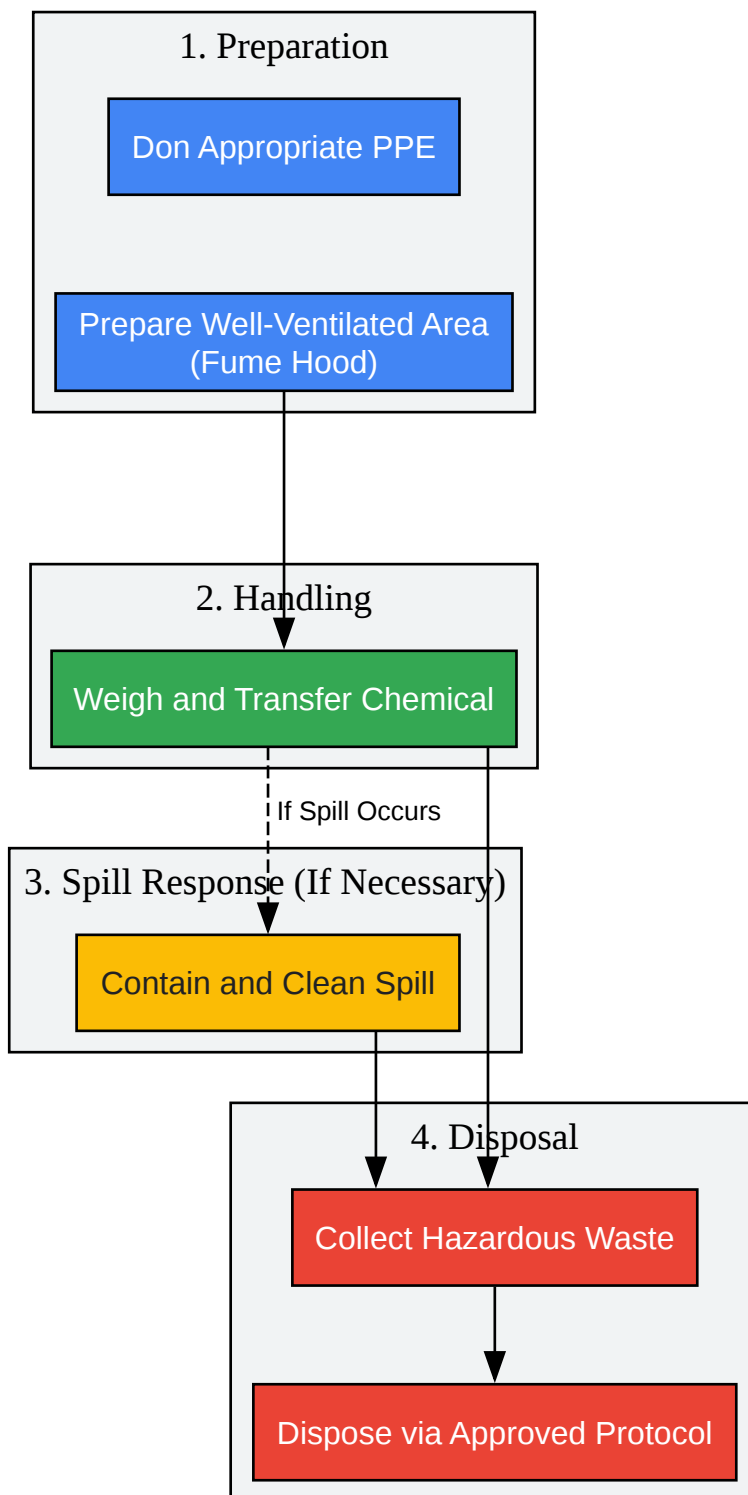 1. Preparation
Don Appropriate PPE
Prepare Well-Ventilated Area
(Fume Hood)
2. Handling
Weigh and Transfer Chemical
If Spill Occurs
3. Spill Response (If Necessary)
Contain and Clean Spill
4. Disposal
Collect Hazardous Waste
Dispose via Approved Protocol